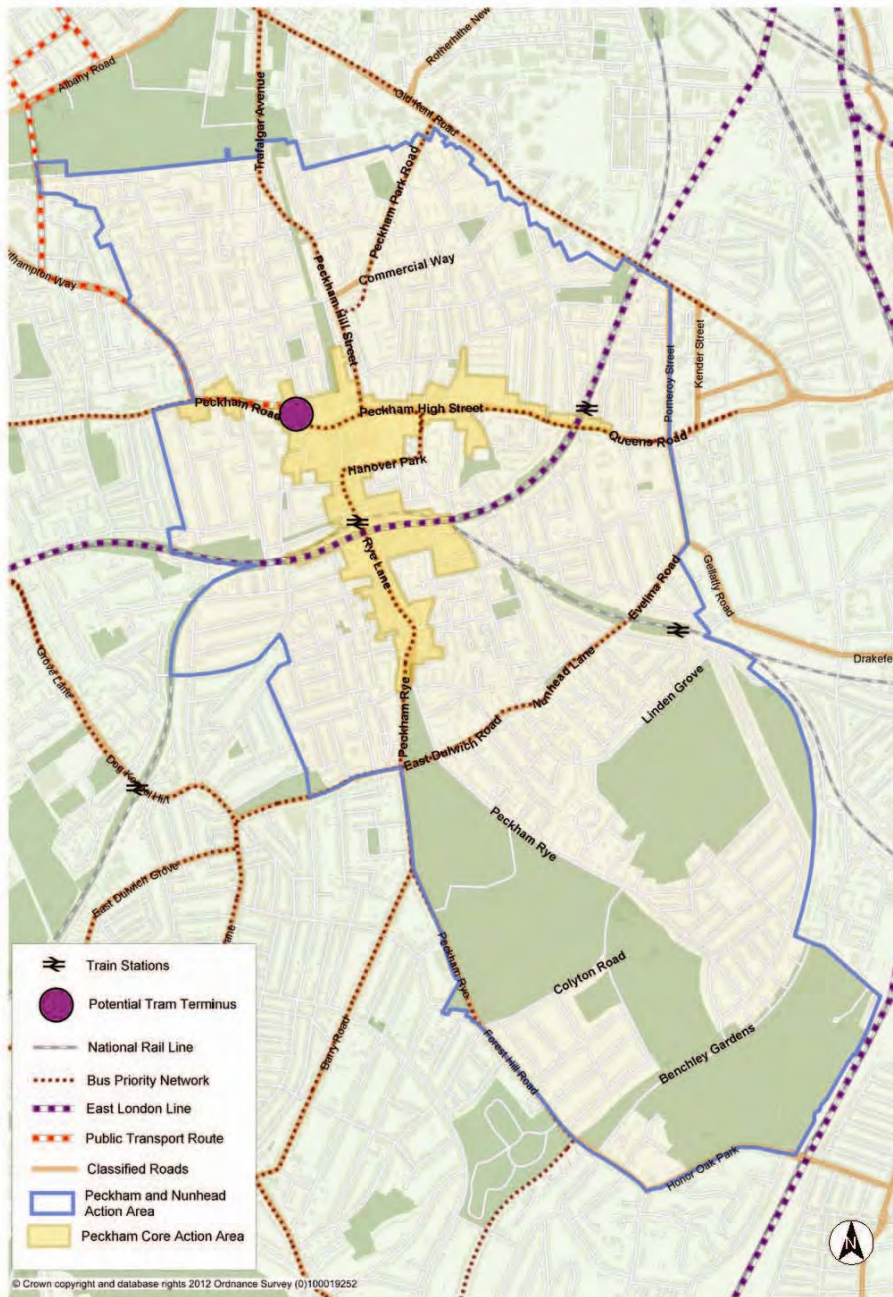 Rotherhithe New
Albany Road
Old Kent Road
Trafalgar Avenue
Peckham Park Road
Commercial Way
Peckham Hill Street
Kender Street
Pomeroy Street
Peckham Road
Peckham High Street
Queens Road
Hanover Park
Rye Lane
Evelina Road
Gellatly Road
Drakefe
Grove Lane
Nunhead Lane
Linden Grove
Peckham Rye
East Dulwich Road
Peckham Rye
East Dulwich Grove
Peckham Rye
Colyton Road
Barry Road
Forest Hill Road
Benchley Gardens
Honor Oak Park
Train Stations
Potential Tram Terminus
National Rail Line
Bus Priority Network
East London Line
Public Transport Route
Classified Roads
Peckham and Nunhead
Action Area
Peckham Core Action Area
N
© Crown copyright and database rights 2012 Ordnance Survey (0)100019252